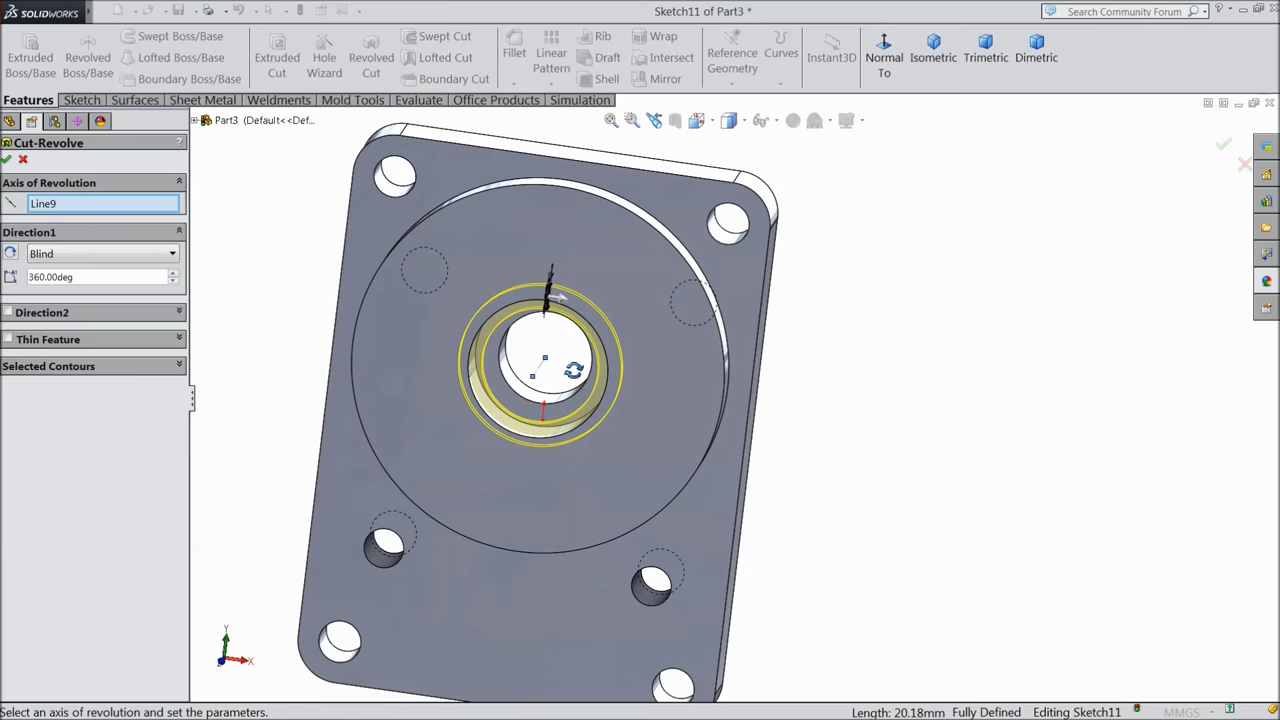 SOLIDWORKS
Sketch11 of Part3 *
Search Community Forum
Extruded Boss/Base
Revolved Boss/Base
Swept Boss/Base
Lofted Boss/Base
Boundary Boss/Base
Extruded Cut
Hole Wizard
Revolved Cut
Swept Cut
Lofted Cut
Boundary Cut
Fillet
Linear Pattern
Rib
Draft
Shell
Wrap
Intersect
Mirror
Reference Geometry
Curves
Instant3D
Normal To
Isometric
Trimetric
Dimetric
Features Sketch Surfaces Sheet Metal Weldments Mold Tools Evaluate Office Products Simulation
Part3 (Default<<Def...
Cut-Revolve ?
Axis of Revolution
Line9
Direction1
Blind
360.00deg
Direction2
Thin Feature
Selected Contours
Y
X
Select an axis of revolution and set the parameters.
Length: 20.18mm Fully Defined Editing Sketch11 MMGS